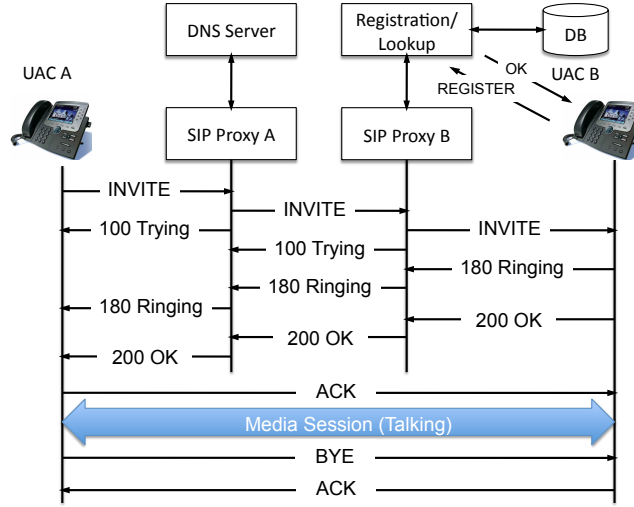 DNS Server
Registration/
Lookup
DB
UAC A
OK
UAC B
REGISTER
SIP Proxy A
SIP Proxy B
INVITE
INVITE
INVITE
100 Trying
100 Trying
180 Ringing
180 Ringing
180 Ringing
200 OK
200 OK
200 OK
ACK
Media Session (Talking)
BYE
ACK